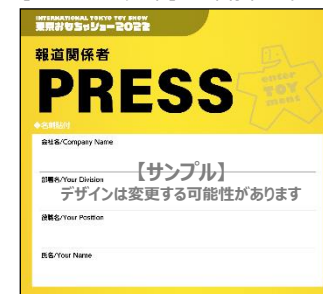 INTERNATIONAL TOKYO TOY SHOW
東京おもちゃショー2022
報道関係者
PRESS
enter
TOY
ment
◆名刺貼付
会社名/Company Name
【サンプル】
部署名/Your Division
デザインは変更する可能性があります
役職名/Your Position
氏名/Your Name